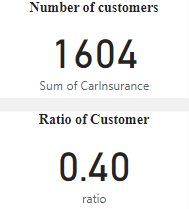 Number of customers
1604
Sum of CarInsurance
Ratio of Customer
0.40
ratio